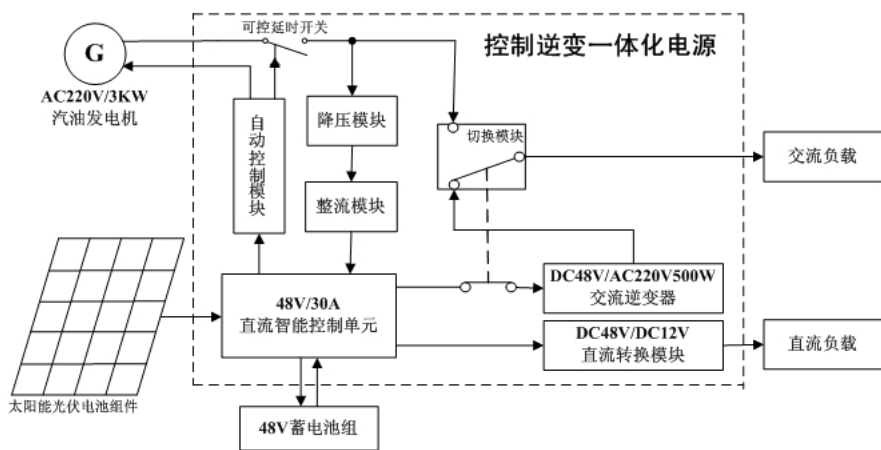 可控延时开关
控制逆变一体化电源
G
AC220V/3KW
汽油发电机
自动控制模块
降压模块
切换模块
交流负载
整流模块
48V/30A
直流智能控制单元
DC48V/AC220V500W
交流逆变器
DC48V/DC12V
直流转换模块
直流负载
太阳能光伏电池组件
48V蓄电池组